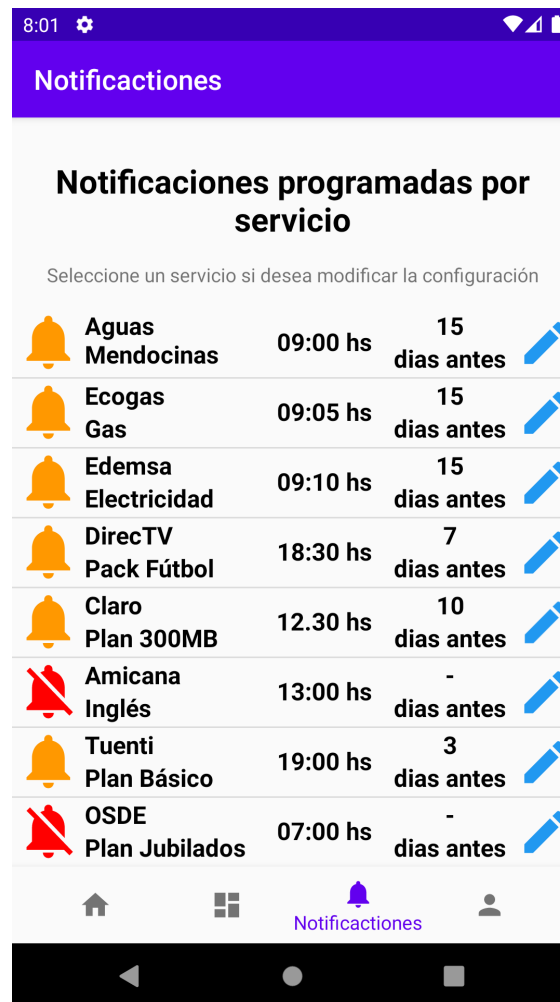 8:01
Notificactiones
Notificaciones programadas por
servicio
Seleccione un servicio si desea modificar la configuración
Aguas
Mendocinas
09:00 hs
15
dias antes
Ecogas
Gas
09:05 hs
15
dias antes
Edemsa
Electricidad
09:10 hs
15
dias antes
DirecTV
Pack Fútbol
18:30 hs
7
dias antes
Claro
Plan 300MB
12.30 hs
10
dias antes
Amicana
Inglés
13:00 hs
-
dias antes
Tuenti
Plan Básico
19:00 hs
3
dias antes
OSDE
Plan Jubilados
07:00 hs
-
dias antes
Notificactiones